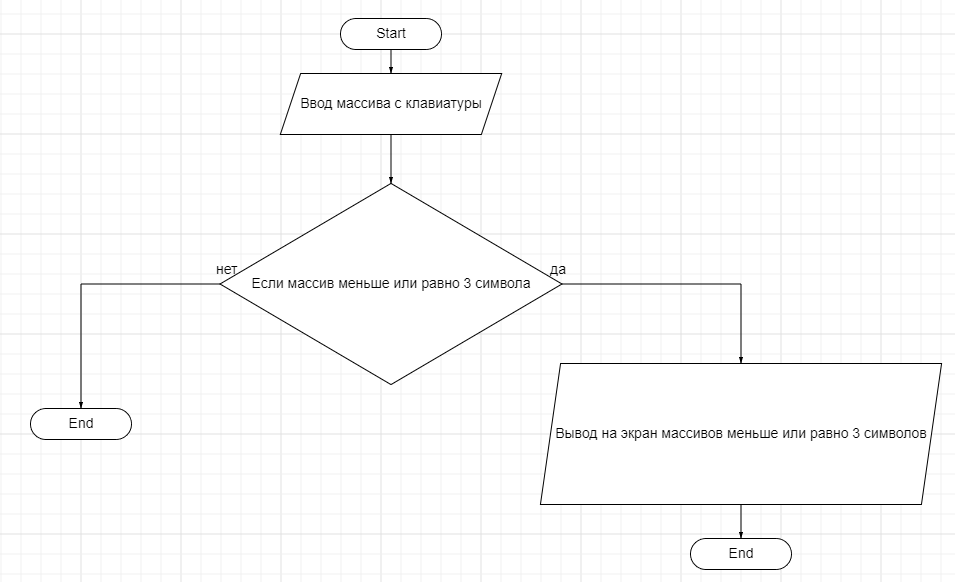 Start
Ввод массива с клавиатуры
нет
да
Если массив меньше или равно 3 символа
End
Вывод на экран массивов меньше или равно 3 символов
End